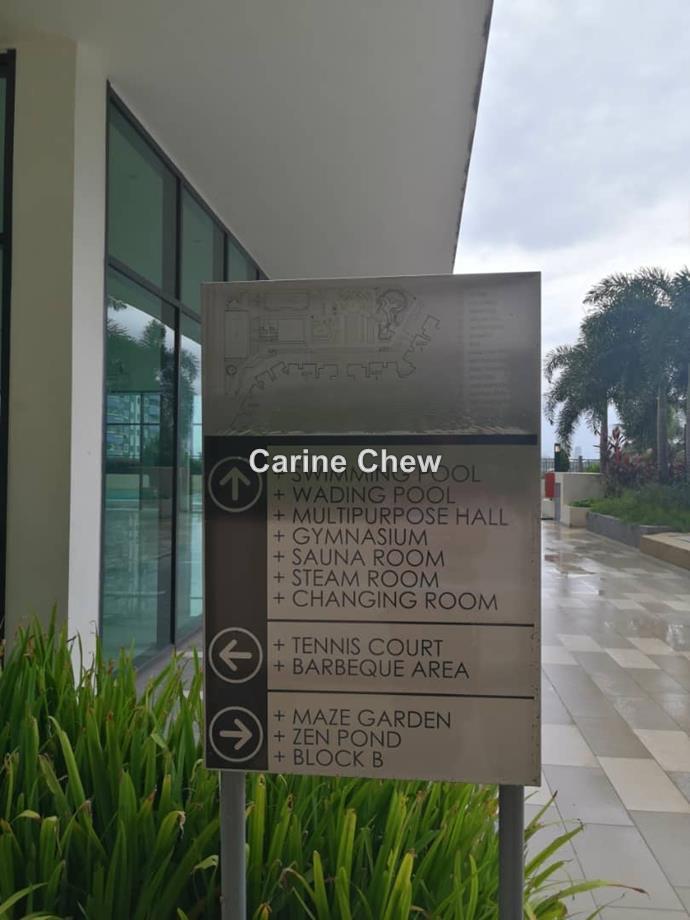 Carine Chew
+ SWIMMING POOL
+ WADING POOL
+ MULTIPURPOSE HALL
+ GYMNASIUM
+ SAUNA ROOM
+ STEAM ROOM
+ CHANGING ROOM
+ TENNIS COURT
+ BARBEQUE AREA
+ MAZE GARDEN
+ ZEN POND
+ BLOCK B